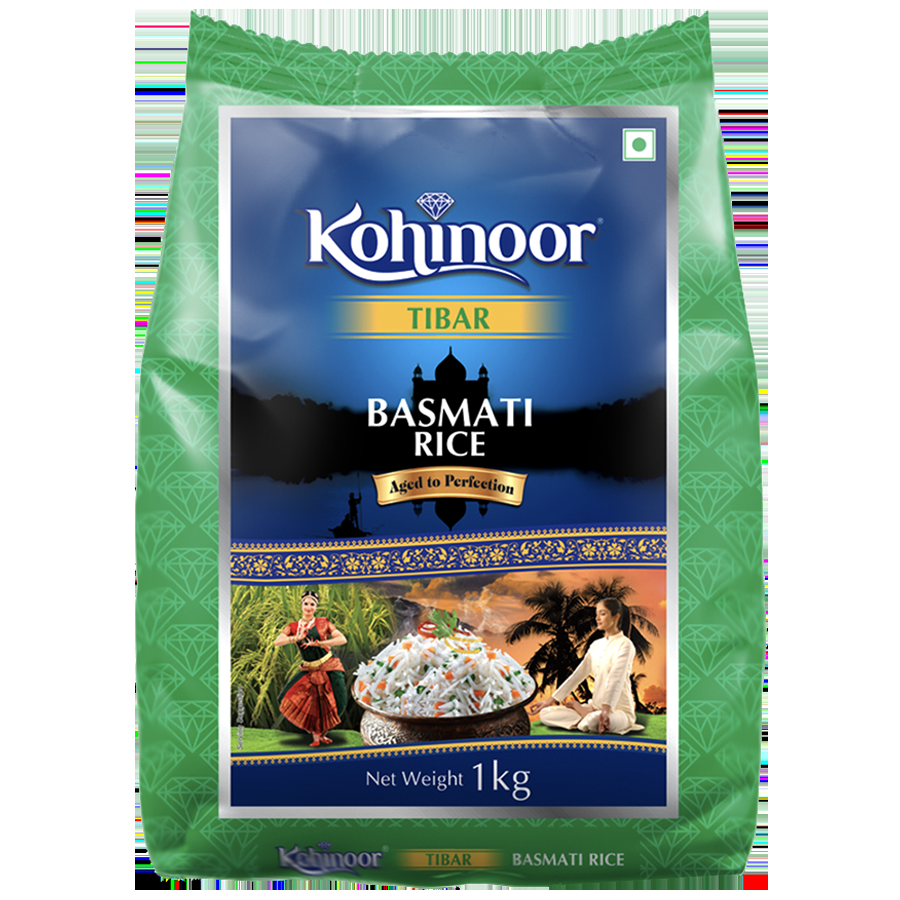 Kohinoor®
TIBAR
BASMATI
RICE
Aged to Perfection
Net Weight 1kg
Kohinoor TIBAR BASMATI RICE